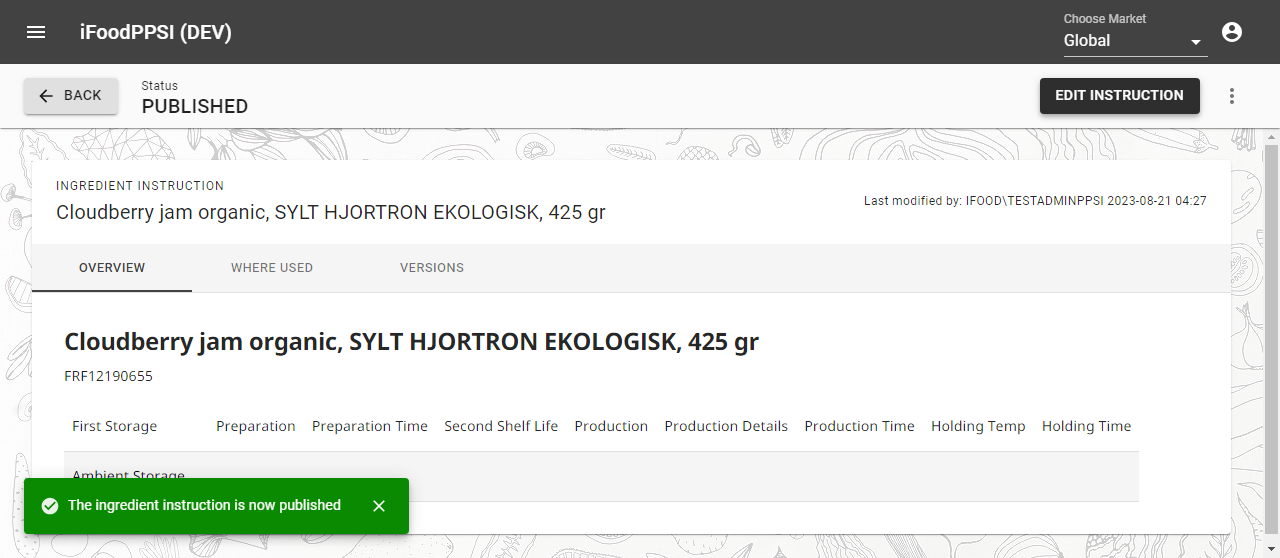 iFoodPPSI (DEV)
Choose Market
Global
BACK
Status
PUBLISHED
EDIT INSTRUCTION
INGREDIENT INSTRUCTION
Cloudberry jam organic, SYLT HJORTRON EKOLOGISK, 425 gr
Last modified by: IFOOD\TESTADMINPPSI 2023-08-21 04:27
OVERVIEW WHERE USED VERSIONS
Cloudberry jam organic, SYLT HJORTRON EKOLOGISK, 425 gr
FRF12190655
First Storage Preparation Preparation Time Second Shelf Life Production Production Details Production Time Holding Temp Holding Time
Ambient Storage
The ingredient instruction is now published